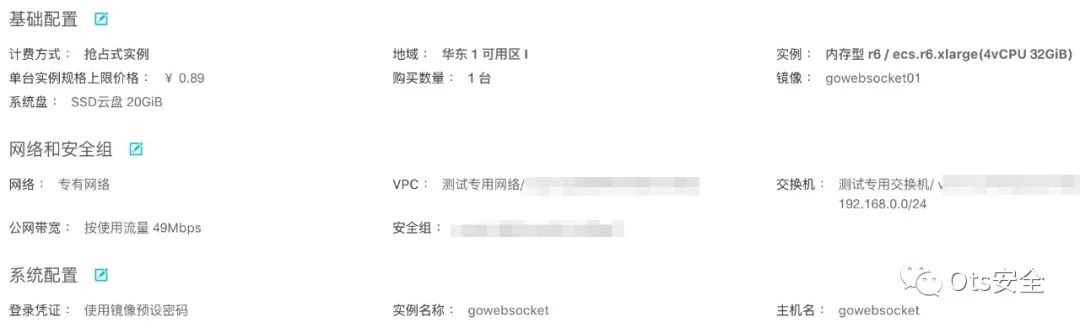 基础配置
计费方式： 抢占式实例
地域： 华东 1 可用区 I
实例： 内存型 r6 / ecs.r6.xlarge(4vCPU 32GiB)
单台实例规格上限价格： ¥ 0.89
购买数量： 1 台
镜像： gowebsocket01
系统盘： SSD云盘 20GiB
网络和安全组
网络： 专有网络
VPC： 测试专用网络/
交换机： 测试专用交换机/
192.168.0.0/24
公网带宽： 按使用流量 49Mbps
安全组：
系统配置
登录凭证： 使用镜像预设密码
实例名称： gowebsocket
主机名： gowebsocket
Ots安全